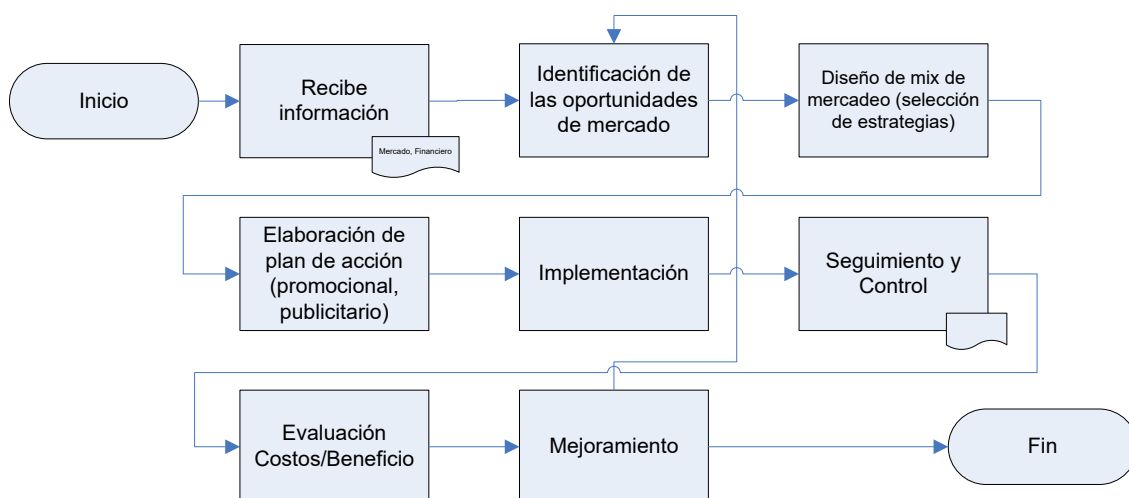 Inicio
Recibe
información
Mercado, Financiero
Identificación de
las oportunidades
de mercado
Diseño de mix de
mercadeo (selección
de estrategias)
Elaboración de
plan de acción
(promocional,
publicitario)
Implementación
Seguimiento y
Control
Evaluación
Costos/Beneficio
Mejoramiento
Fin